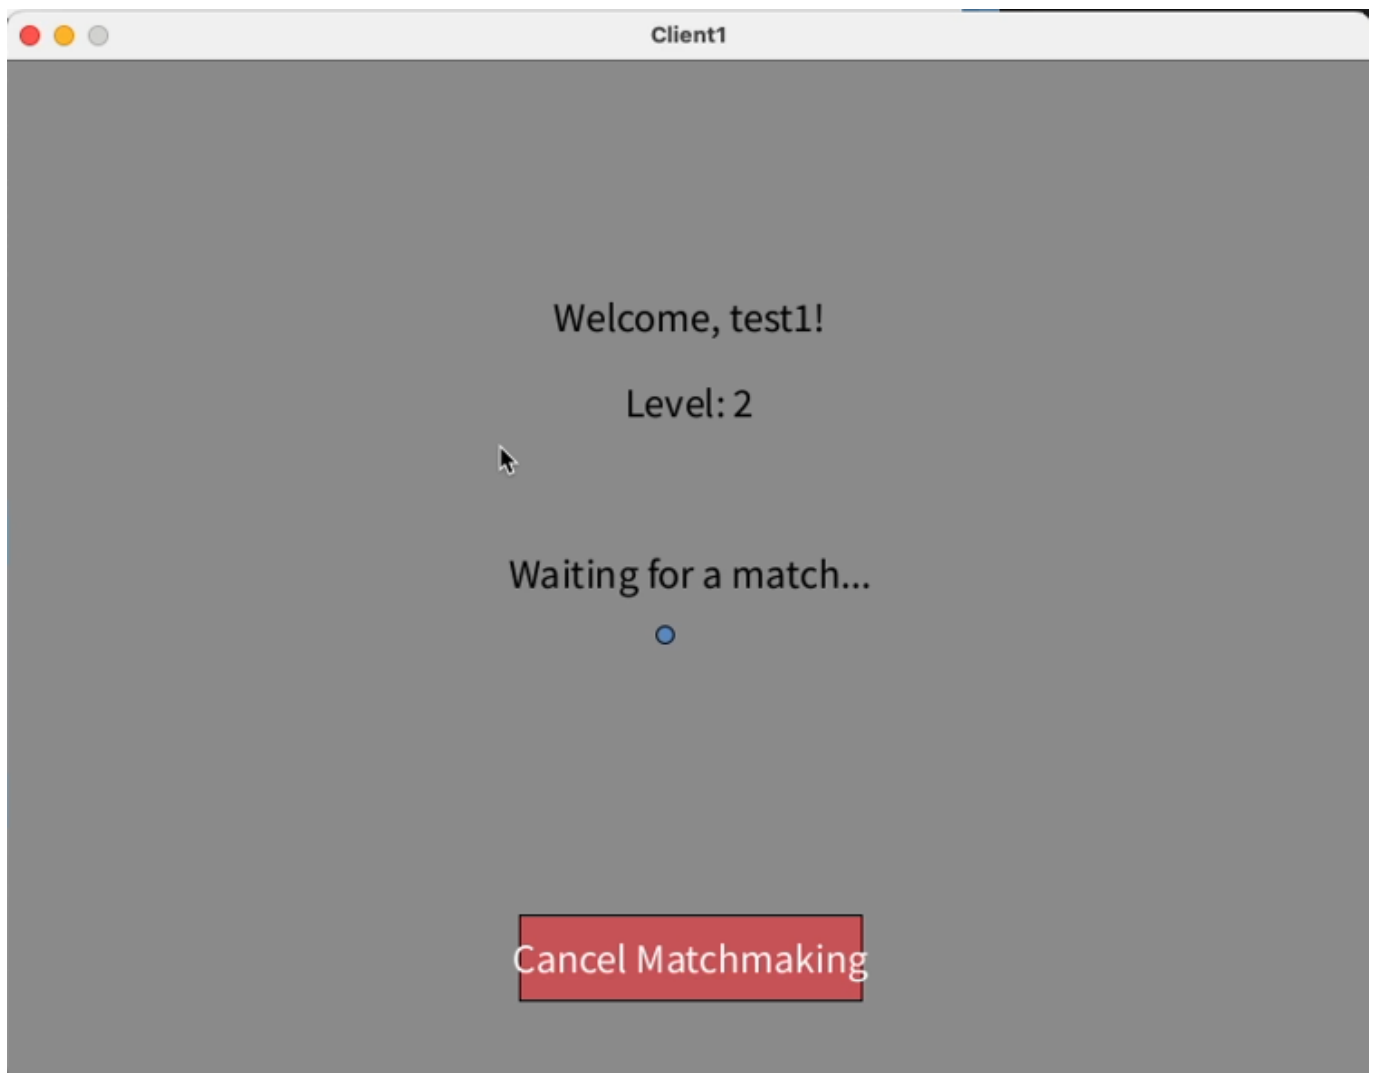 Client1
Welcome, test1!
Level: 2
Waiting for a match...
Cancel Matchmaking